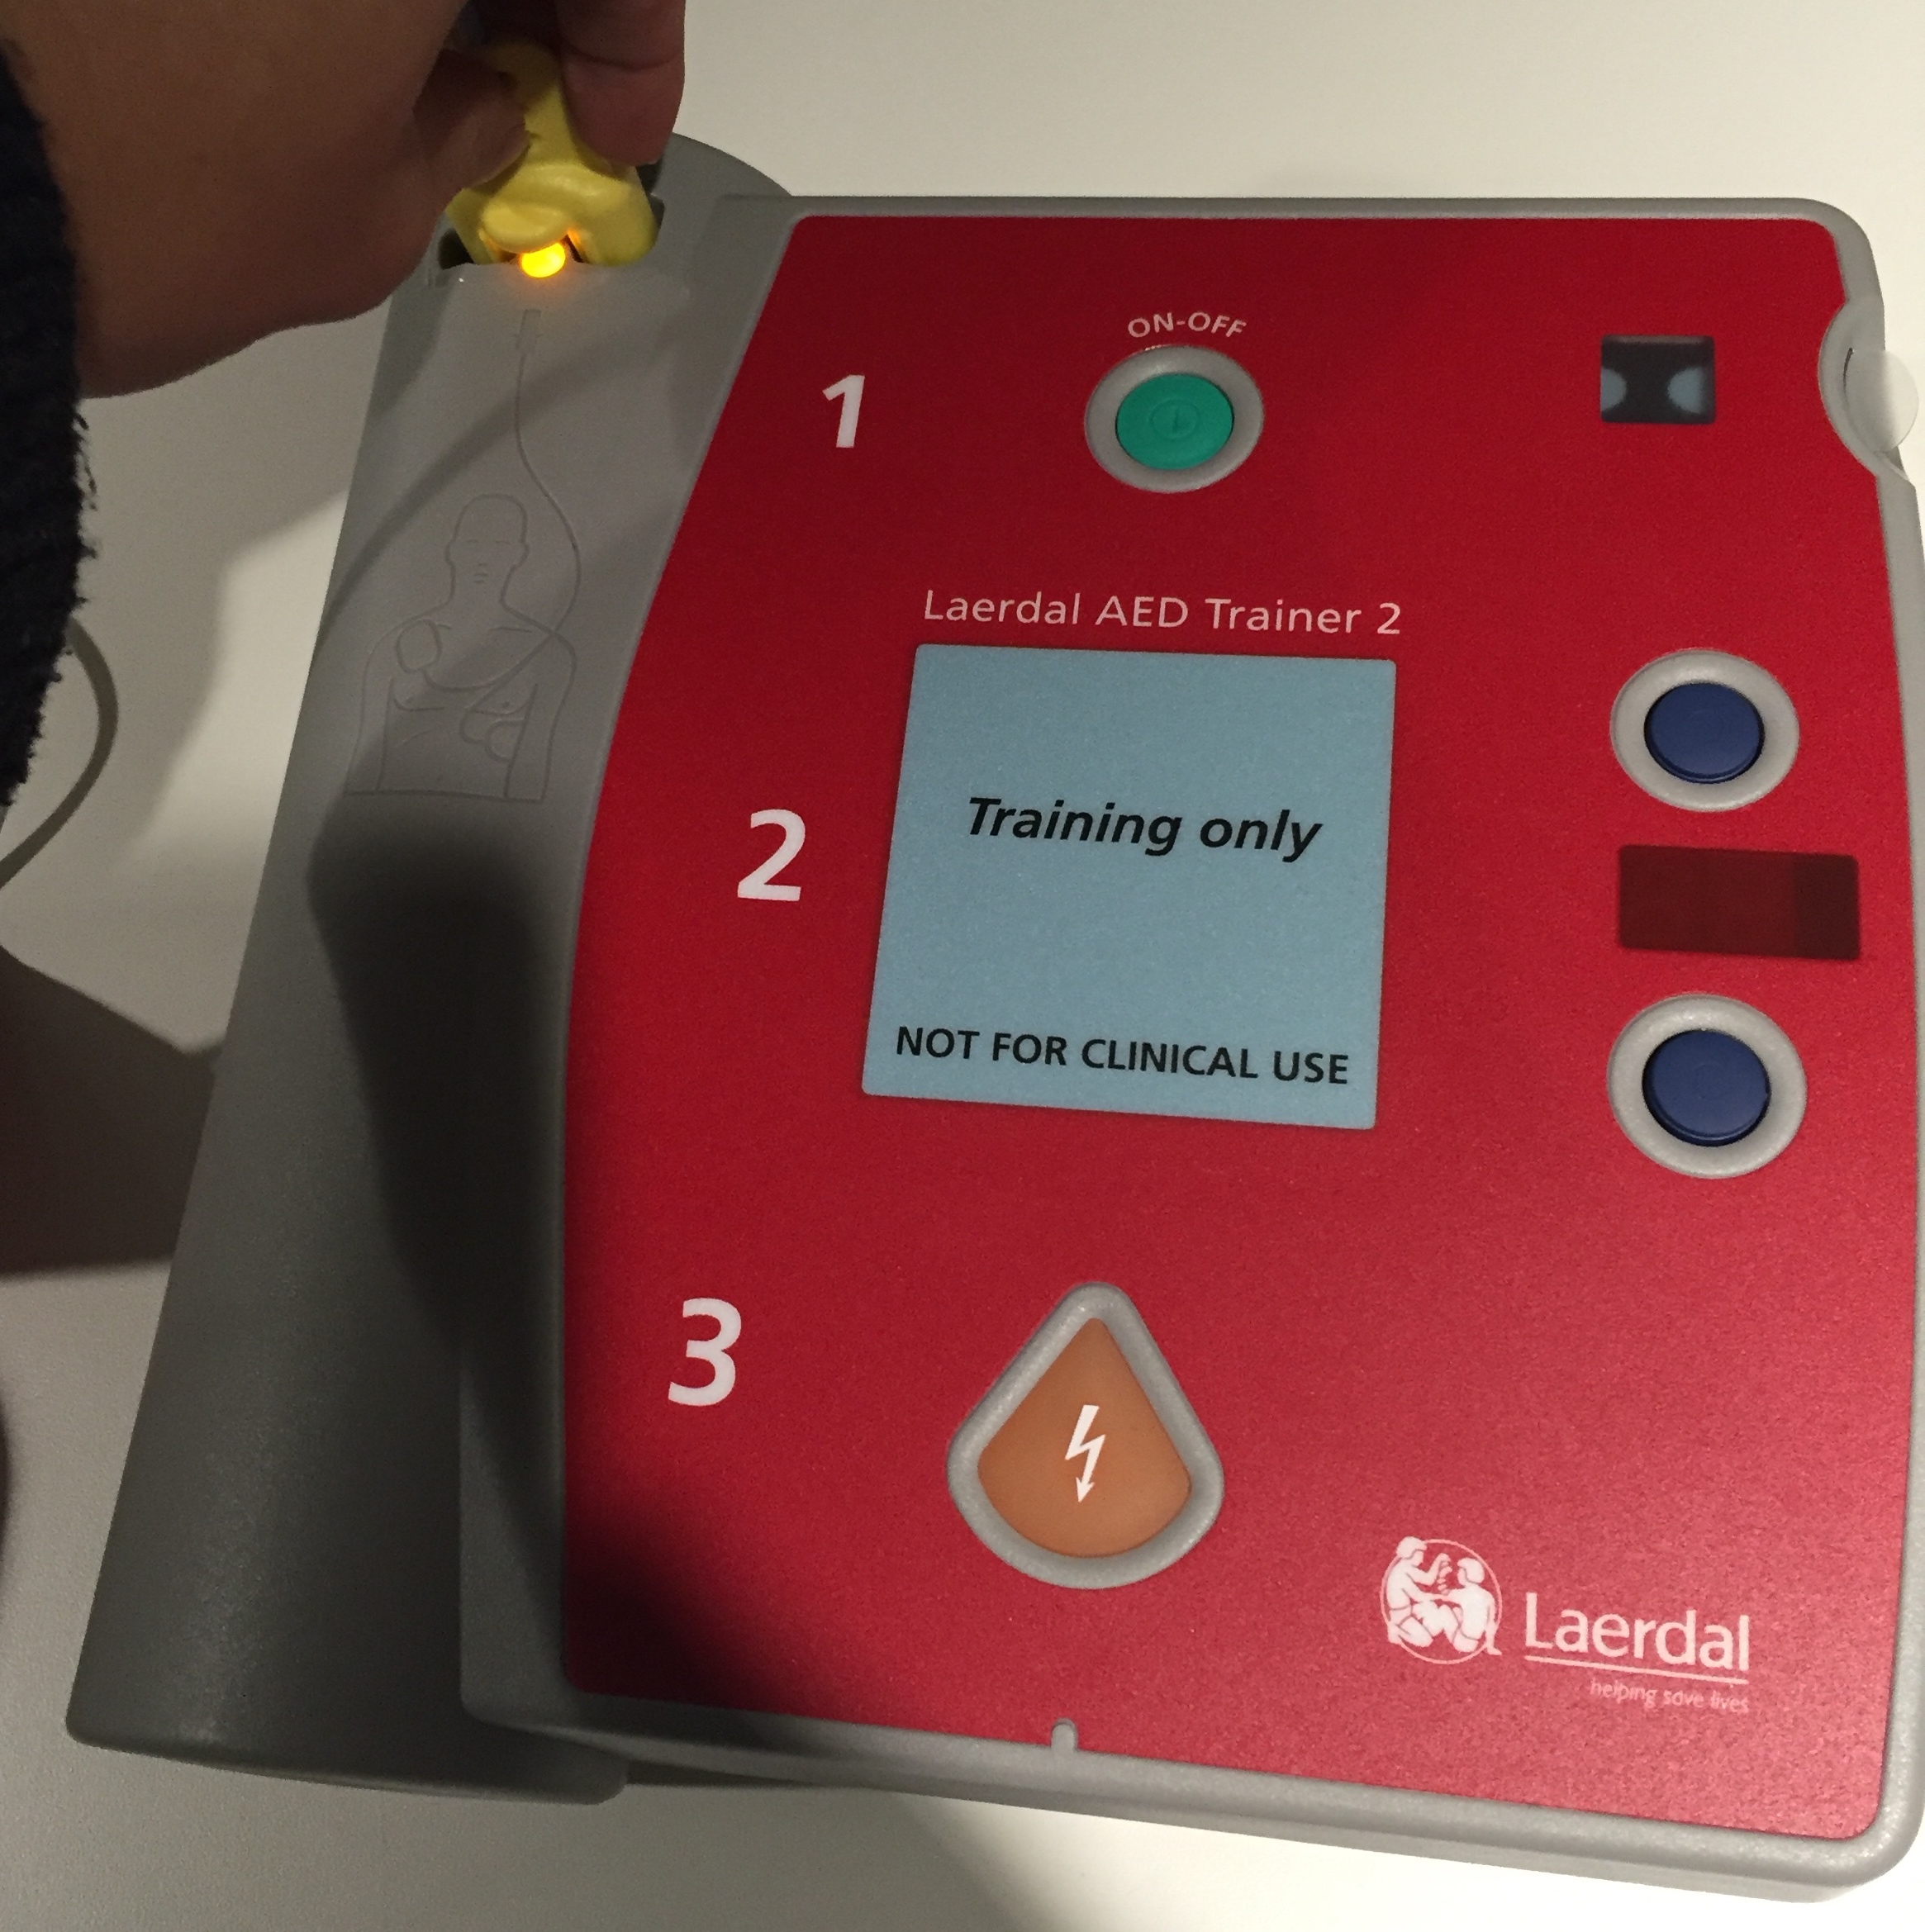 ON-OFF
1
Laerdal AED Trainer 2
Training only
2
NOT FOR CLINICAL USE
3
Laerdal
helping save lives